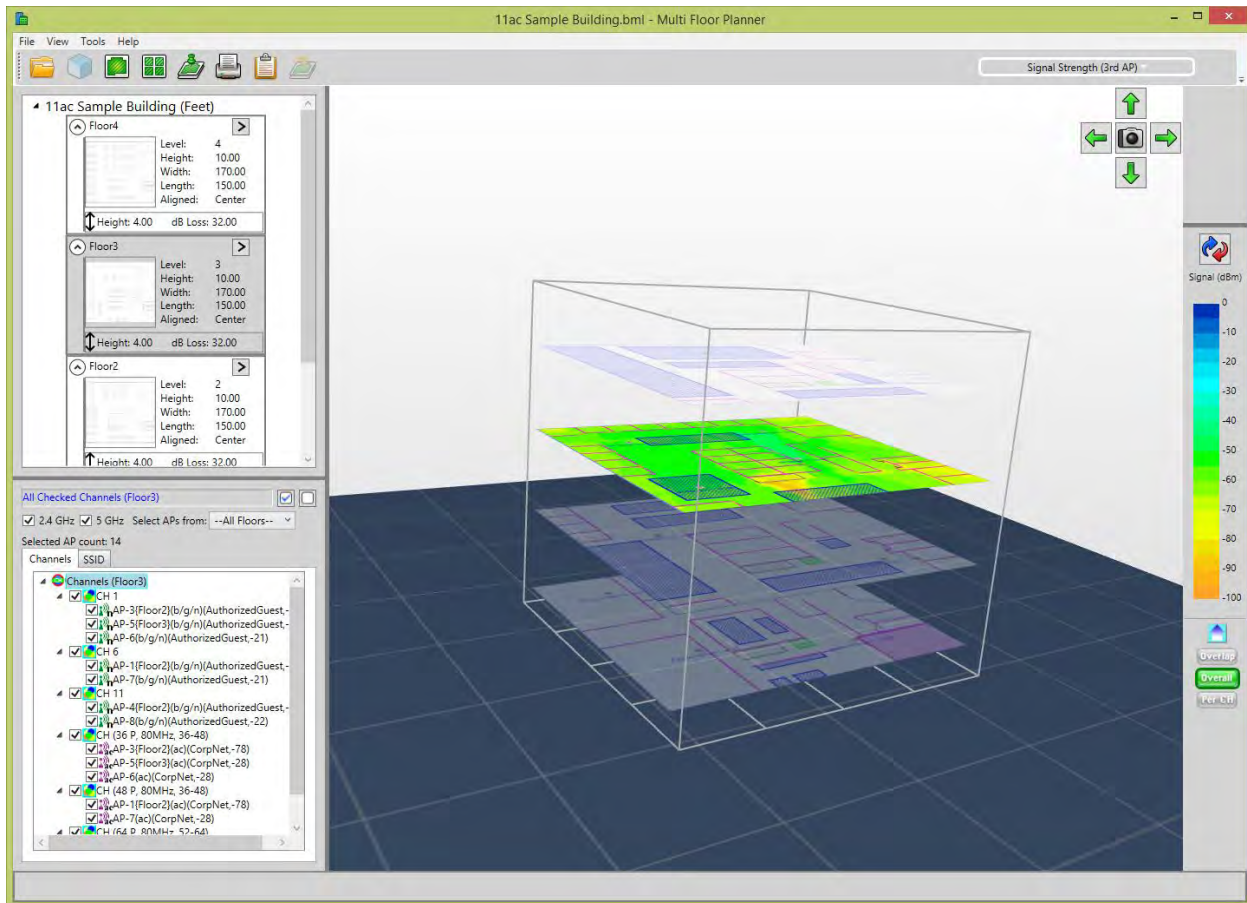 11ac Sample Building.bml - Multi Floor Planner
File View Tools Help
Signal Strength (3rd AP)
11ac Sample Building (Feet)
Floor4
Level: 4
Height: 10.00
Width: 170.00
Length: 150.00
Aligned: Center
Height: 4.00 dB Loss: 32.00
Floor3
Level: 3
Height: 10.00
Width: 170.00
Length: 150.00
Aligned: Center
Height: 4.00 dB Loss: 32.00
Floor2
Level: 2
Height: 10.00
Width: 170.00
Length: 150.00
Aligned: Center
Height: 4.00 dB Loss: 32.00
All Checked Channels (Floor3)
2.4 GHz 5 GHz Select APs from: --All Floors--
Selected AP count: 14
Channels SSID
Channels (Floor3)
CH 1
AP-3{Floor2}(b/g/n)(AuthorizedGuest,-
AP-5{Floor3}(b/g/n)(AuthorizedGuest,-
AP-6(b/g/n)(AuthorizedGuest,-21)
CH 6
AP-1{Floor2}(b/g/n)(AuthorizedGuest,-
AP-7(b/g/n)(AuthorizedGuest,-21)
CH 11
AP-4{Floor2}(b/g/n)(AuthorizedGuest,-
AP-8(b/g/n)(AuthorizedGuest,-22)
CH (36 P, 80MHz, 36-48)
AP-3{Floor2}(ac)(CorpNet,-78)
AP-5{Floor3}(ac)(CorpNet,-28)
AP-6(ac)(CorpNet,-28)
CH (48 P, 80MHz, 36-48)
AP-1{Floor2}(ac)(CorpNet,-78)
AP-7(ac)(CorpNet,-28)
CH (64 P, 80MHz, 52-64)
Signal (dBm)
0
-10
-20
-30
-40
-50
-60
-70
-80
-90
-100
Overlap
Overall
Per CH